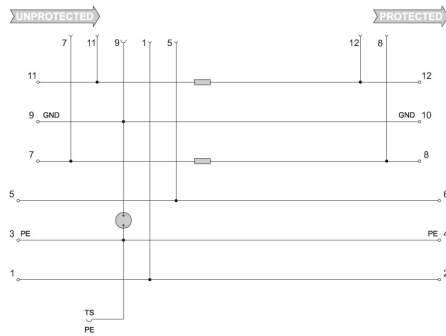 UNPROTECTED PROTECTED
7 11 9 1 5 12 8
11 12
9 GND GND 10
7 8
5 6
3 PE PE 4
1 2
TS
PE